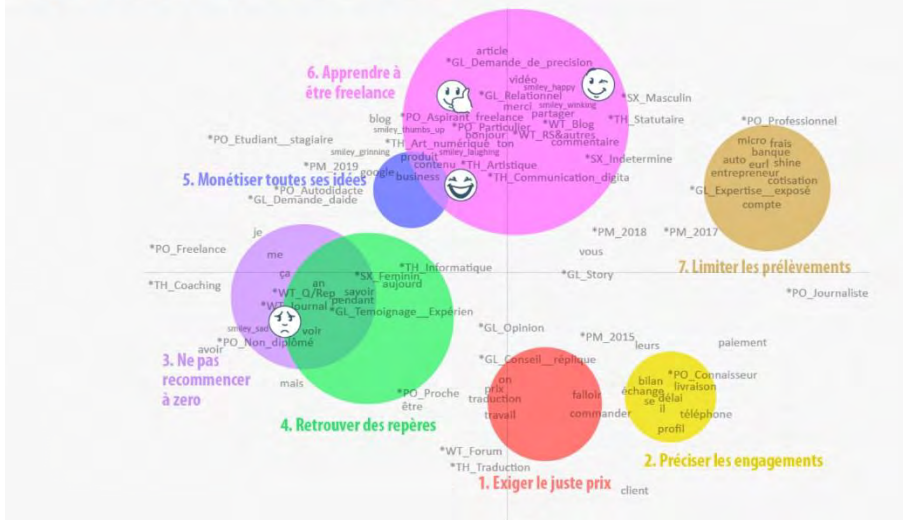 article
*GL_Demande_de_precision
6. Apprendre à
être freelance
vidéo
smiley_happy
*GL_Relationnel
*SX_Masculin
merci smiley_winking
blog
*PO_Aspirant_freelance
partager
*TH_Statutaire
*PO_Professionnel
smiley_thumbs_up
*PO_Particulier
*WT_Blog
*PO_Etudiant_stagiaire
bonjour
*WT_RS&autres
*TH_Art_numérique
ton
commentaire
micro
frais
smiley_grinning
smiley_laughing
banque
produit
*SX_Indetermine
*PM_2019
contenu
*TH_Artistique
auto
eurl
shine
google
entrepreneur
5. Monétiser toutes ses idées
business
*TH_Communication_digita
cotisation
*PO_Autodidacte
*GL_Expertise__exposé
*GL_Demande_daide
compte
je
*PM_2018
*PM_2017
*PO_Freelance
vous
me
7. Limiter les prélèvements
*TH_Informatique
ça
*SX_Feminin
*GL_Story
*TH_Coaching
an
aujourd
*WT_Q/Rep
savoir
*PO_Journaliste
pendant
*WT_Journal
*GL_Temoignage__Expérien
smiley_sad
voir
*GL_Opinion
*PM_2015
*PO_Non_diplômé
leurs
paiement
avoir
3. Ne pas
recommencer
à zero
*GL_Conseil__réplique
mais
on
bilan
*PO_Connaisseur
prix
échange
livraison
*PO_Proche
traduction
falloir
se
délai
être
il
travail
commander
téléphone
4. Retrouver des repères
profil
*WT_Forum
2. Préciser les engagements
*TH_Traduction
1. Exiger le juste prix
client